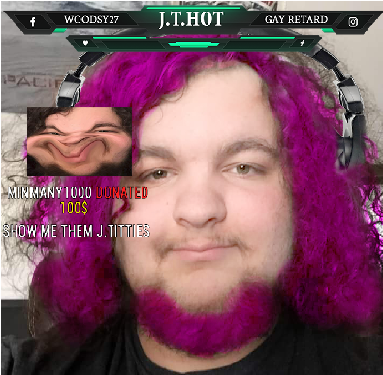 WCODSY27
J.T.HOT
GAY RETARD
MINMANY1000 DONATED
100$
SHOW ME THEM J.TITTIES